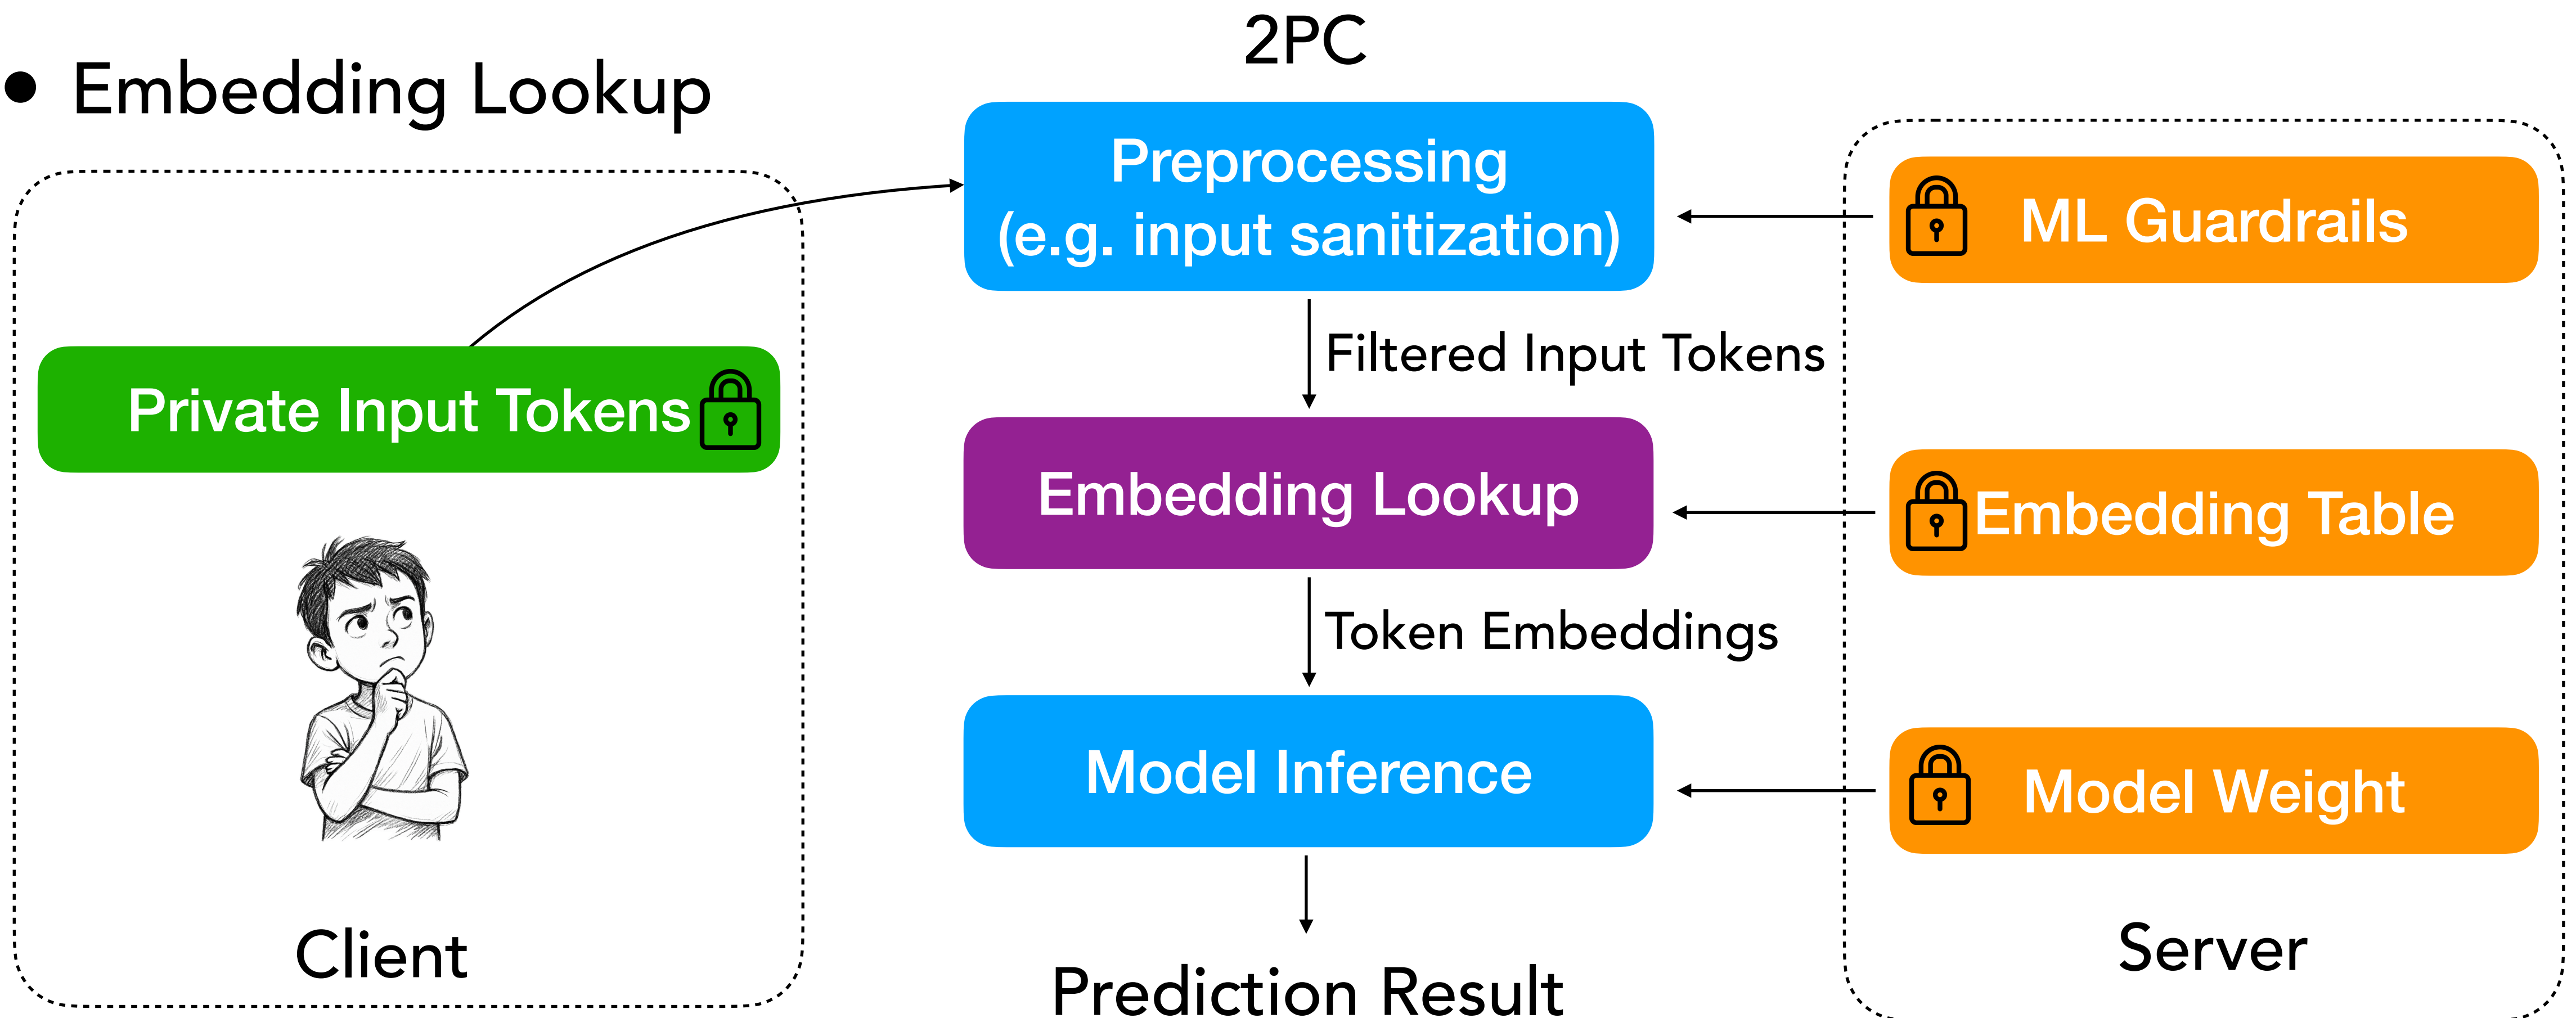 • Embedding Lookup
2PC
Preprocessing
(e.g. input sanitization)
ML Guardrails
Filtered Input Tokens
Private Input Tokens
Embedding Lookup
Embedding Table
Token Embeddings
Model Inference
Model Weight
Client
Server
Prediction Result